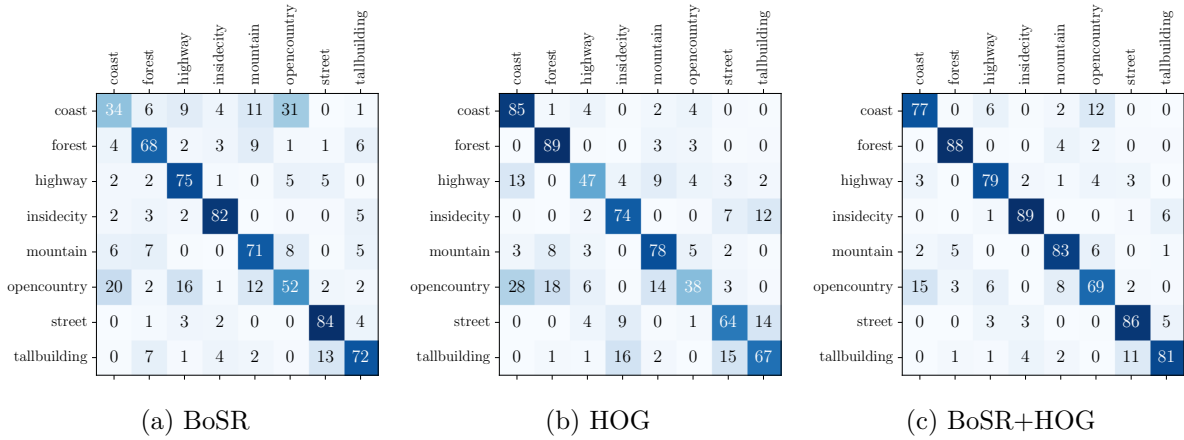 coast forest highway insidecity mountain opencountry street tallbuilding
coast 34 6 9 4 11 31 0 1
forest 4 68 2 3 9 1 1 6
highway 2 2 75 1 0 5 5 0
insidecity 2 3 2 82 0 0 0 5
mountain 6 7 0 0 71 8 0 5
opencountry 20 2 16 1 12 52 2 2
street 0 1 3 2 0 0 84 4
tallbuilding 0 7 1 4 2 0 13 72
(a) BoSR
coast forest highway insidecity mountain opencountry street tallbuilding
coast 85 1 4 0 2 4 0 0
forest 0 89 0 0 3 3 0 0
highway 13 0 47 4 9 4 3 2
insidecity 0 0 2 74 0 0 7 12
mountain 3 8 3 0 78 5 2 0
opencountry 28 18 6 0 14 38 3 0
street 0 0 4 9 0 1 64 14
tallbuilding 0 1 1 16 2 0 15 67
(b) HOG
coast forest highway insidecity mountain opencountry street tallbuilding
coast 77 0 6 0 2 12 0 0
forest 0 88 0 0 4 2 0 0
highway 3 0 79 2 1 4 3 0
insidecity 0 0 1 89 0 0 1 6
mountain 2 5 0 0 83 6 0 1
opencountry 15 3 6 0 8 69 2 0
street 0 0 3 3 0 0 86 5
tallbuilding 0 1 1 4 2 0 11 81
(c) BoSR+HOG